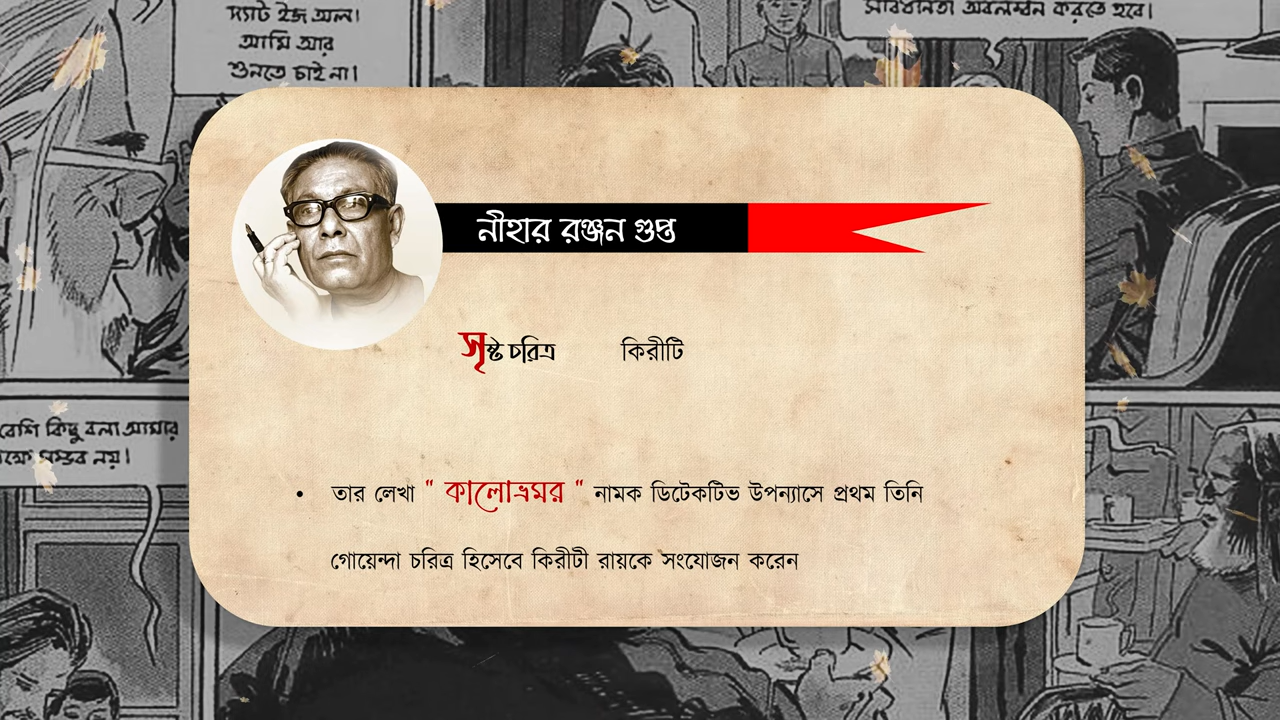 স্যাট ইজ অল।
আমি আর
শুনতে চাই না।
সাবধানতা অবলম্বন করতে হবে।
নীহার রঞ্জন গুপ্ত
সৃষ্ট চরিত্র কিরীটি
বেশি কিছু বলা আমার
সম্ভব নয়।
• তার লেখা " কালোভ্রমর " নামক ডিটেকটিভ উপন্যাসে প্রথম তিনি
গোয়েন্দা চরিত্র হিসেবে কিরীটী রায়কে সংযোজন করেন